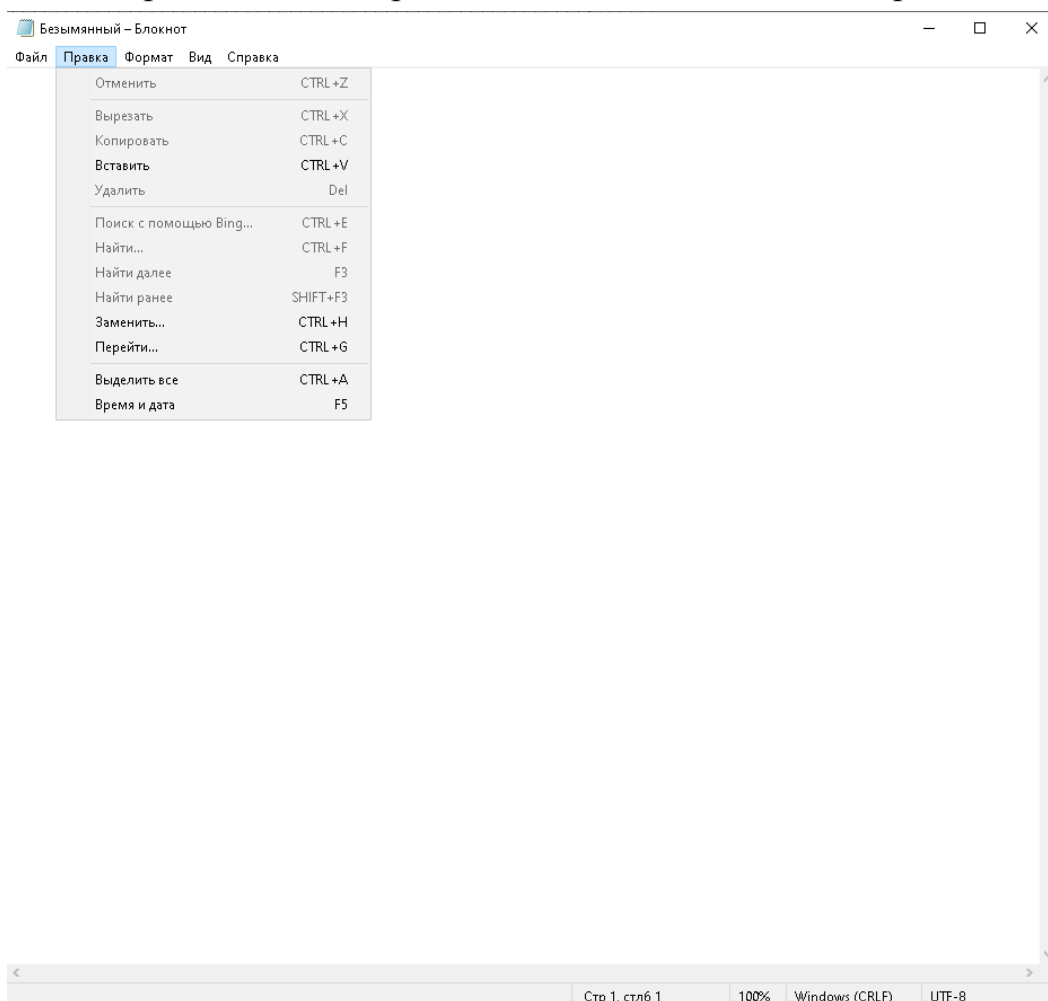 Безымянный – Блокнот
Файл Правка Формат Вид Справка
Отменить CTRL+Z
Вырезать CTRL+X
Копировать CTRL+C
Вставить CTRL+V
Удалить Del
Поиск с помощью Bing... CTRL+E
Найти... CTRL+F
Найти далее F3
Найти ранее SHIFT+F3
Заменить... CTRL+H
Перейти... CTRL+G
Выделить все CTRL+A
Время и дата F5
Стр 1, стлб 1 100% Windows (CRLF) UTF-8